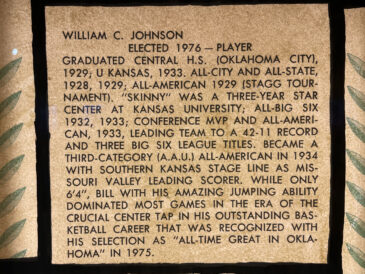 WILLIAM C. JOHNSON
ELECTED 1976 — PLAYER
GRADUATED CENTRAL H.S. (OKLAHOMA CITY),
1929; U KANSAS, 1933. ALL-CITY AND ALL-STATE,
1928, 1929; ALL-AMERICAN 1929 (STAGG TOUR-
NAMENT). "SKINNY" WAS A THREE-YEAR STAR
CENTER AT KANSAS UNIVERSITY; ALL-BIG SIX
1932, 1933; CONFERENCE MVP AND ALL-AMERI-
CAN, 1933, LEADING TEAM TO A 42-11 RECORD
AND THREE BIG SIX LEAGUE TITLES. BECAME A
THIRD-CATEGORY (A.A.U.) ALL-AMERICAN IN 1934
WITH SOUTHERN KANSAS STAGE LINE AS MIS-
SOURI VALLEY LEADING SCORER. WHILE ONLY
6'4", BILL WITH HIS AMAZING JUMPING ABILITY
DOMINATED MOST GAMES IN THE ERA OF THE
CRUCIAL CENTER TAP IN HIS OUTSTANDING BAS-
KETBALL CAREER THAT WAS RECOGNIZED WITH
HIS SELECTION AS "ALL-TIME GREAT IN OKLA-
HOMA" IN 1975.